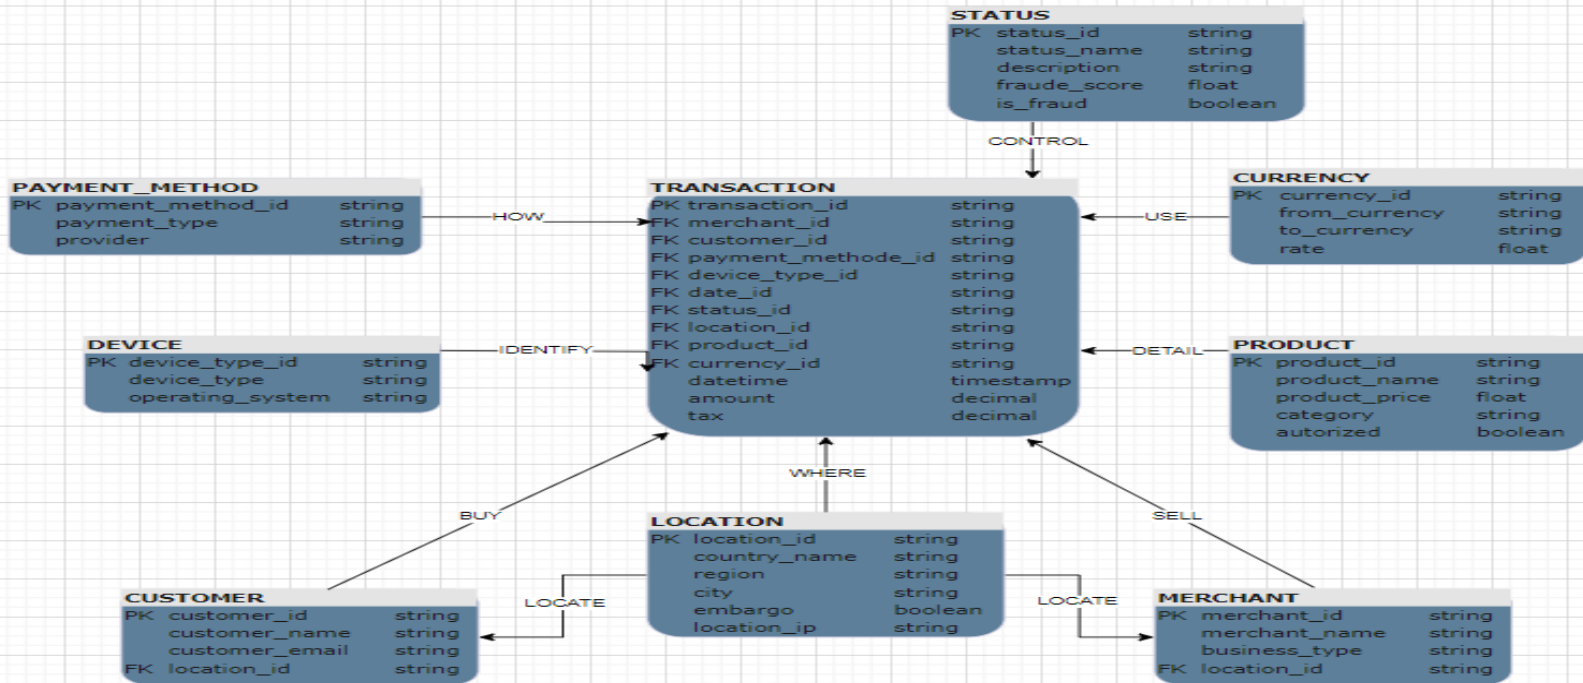 STATUS
PK status_id string
status_name string
description string
fraude_score float
is_fraud boolean
CONTROL
PAYMENT_METHOD
PK payment_method_id string
payment_type string
provider string
HOW
TRANSACTION
PK transaction_id string
FK merchant_id string
FK customer_id string
FK payment_methode_id string
FK device_type_id string
FK date_id string
FK status_id string
FK location_id string
FK product_id string
FK currency_id string
datetime timestamp
amount decimal
tax decimal
USE
CURRENCY
PK currency_id string
from_currency string
to_currency string
rate float
DEVICE
PK device_type_id string
device_type string
operating_system string
IDENTIFY
DETAIL
PRODUCT
PK product_id string
product_name string
product_price float
category string
autorized boolean
WHERE
BUY
SELL
LOCATION
PK location_id string
country_name string
region string
city string
embargo boolean
location_ip string
CUSTOMER
PK customer_id string
customer_name string
customer_email string
FK location_id string
LOCATE
LOCATE
MERCHANT
PK merchant_id string
merchant_name string
business_type string
FK location_id string